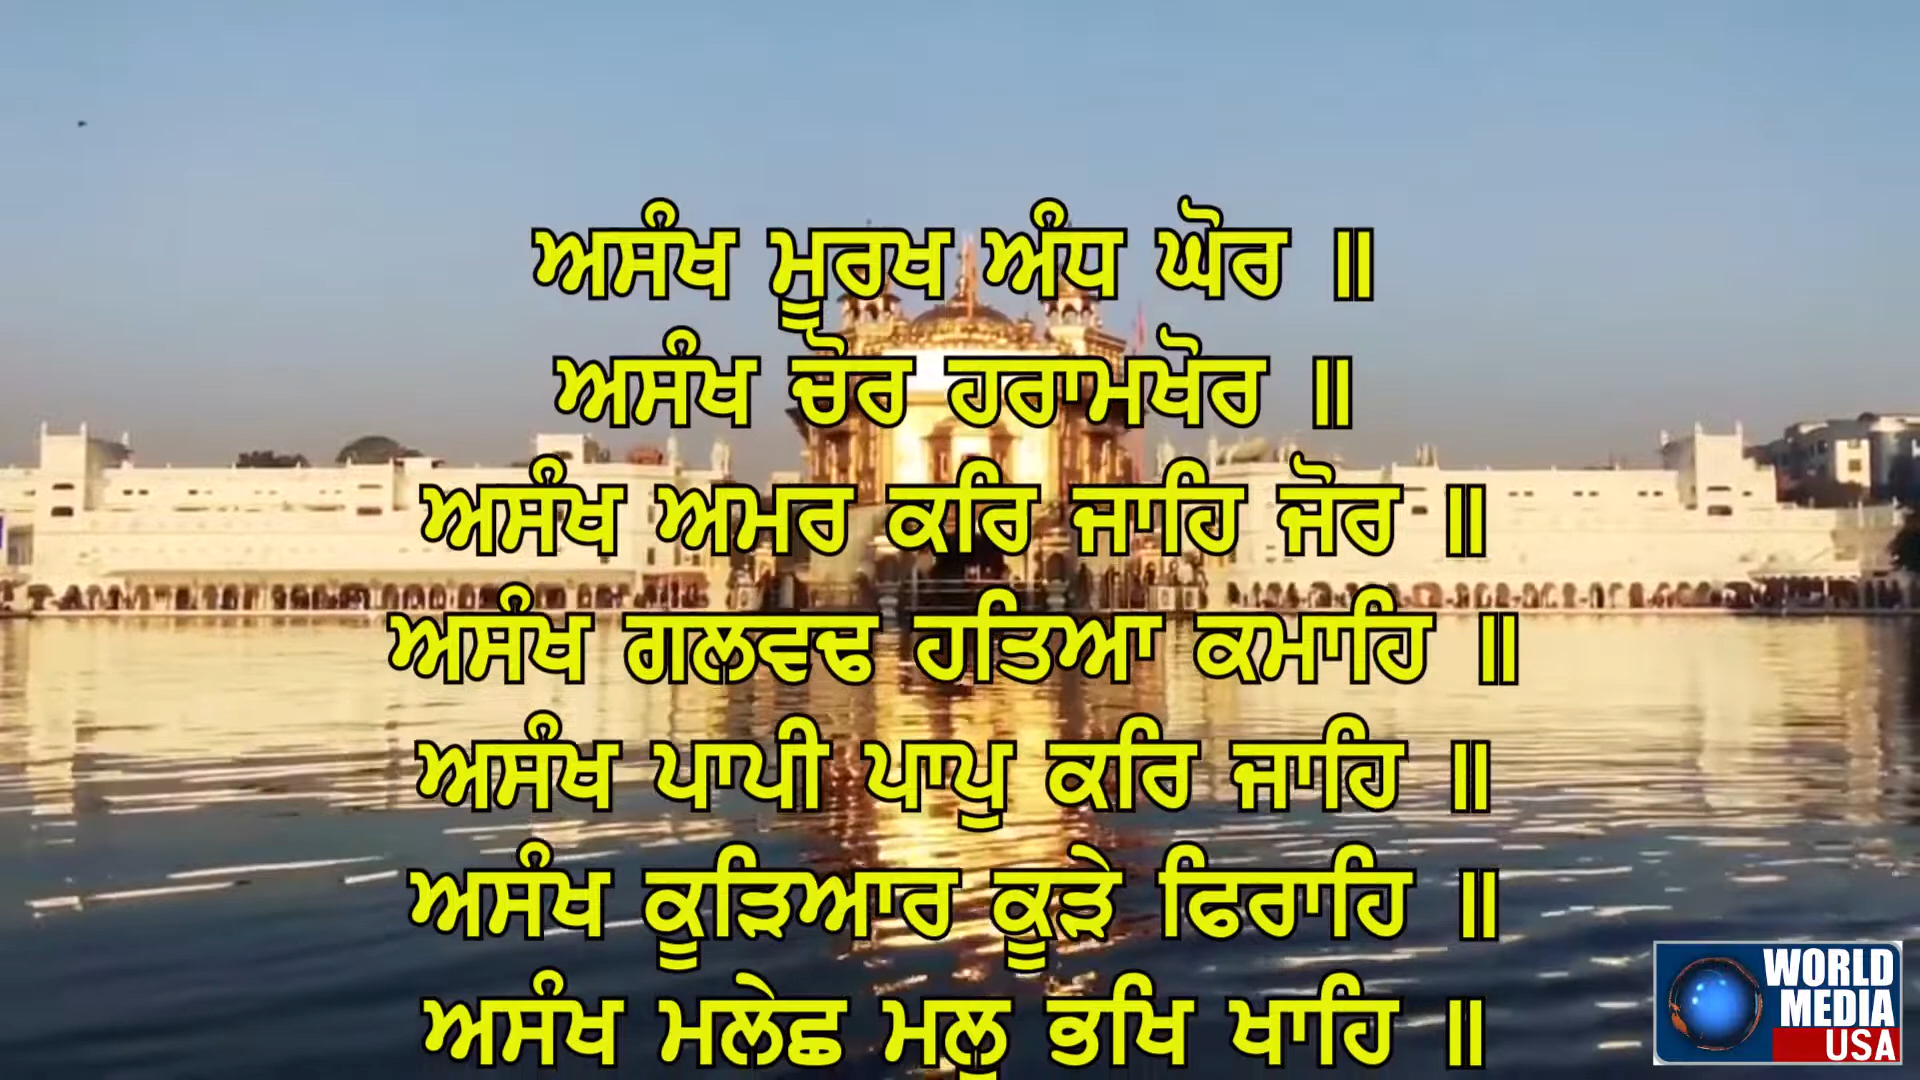 ਅਸੰਖ ਮੂਰਖ ਅੰਧ ਘੋਰ ॥
ਅਸੰਖ ਚੋਰ ਹਰਾਮਖੋਰ ॥
ਅਸੰਖ ਅਮਰ ਕਰਿ ਜਾਹਿ ਜੋਰ ॥
ਅਸੰਖ ਗਲਵਢ ਹਤਿਆ ਕਮਾਹਿ ॥
ਅਸੰਖ ਪਾਪੀ ਪਾਪੁ ਕਰਿ ਜਾਹਿ ॥
ਅਸੰਖ ਕੂੜਿਆਰ ਕੂੜੇ ਫਿਰਾਹਿ ॥
ਅਸੰਖ ਮਲੇਛ ਮਲੁ ਭਖਿ ਖਾਹਿ ॥
WORLD
MEDIA
USA